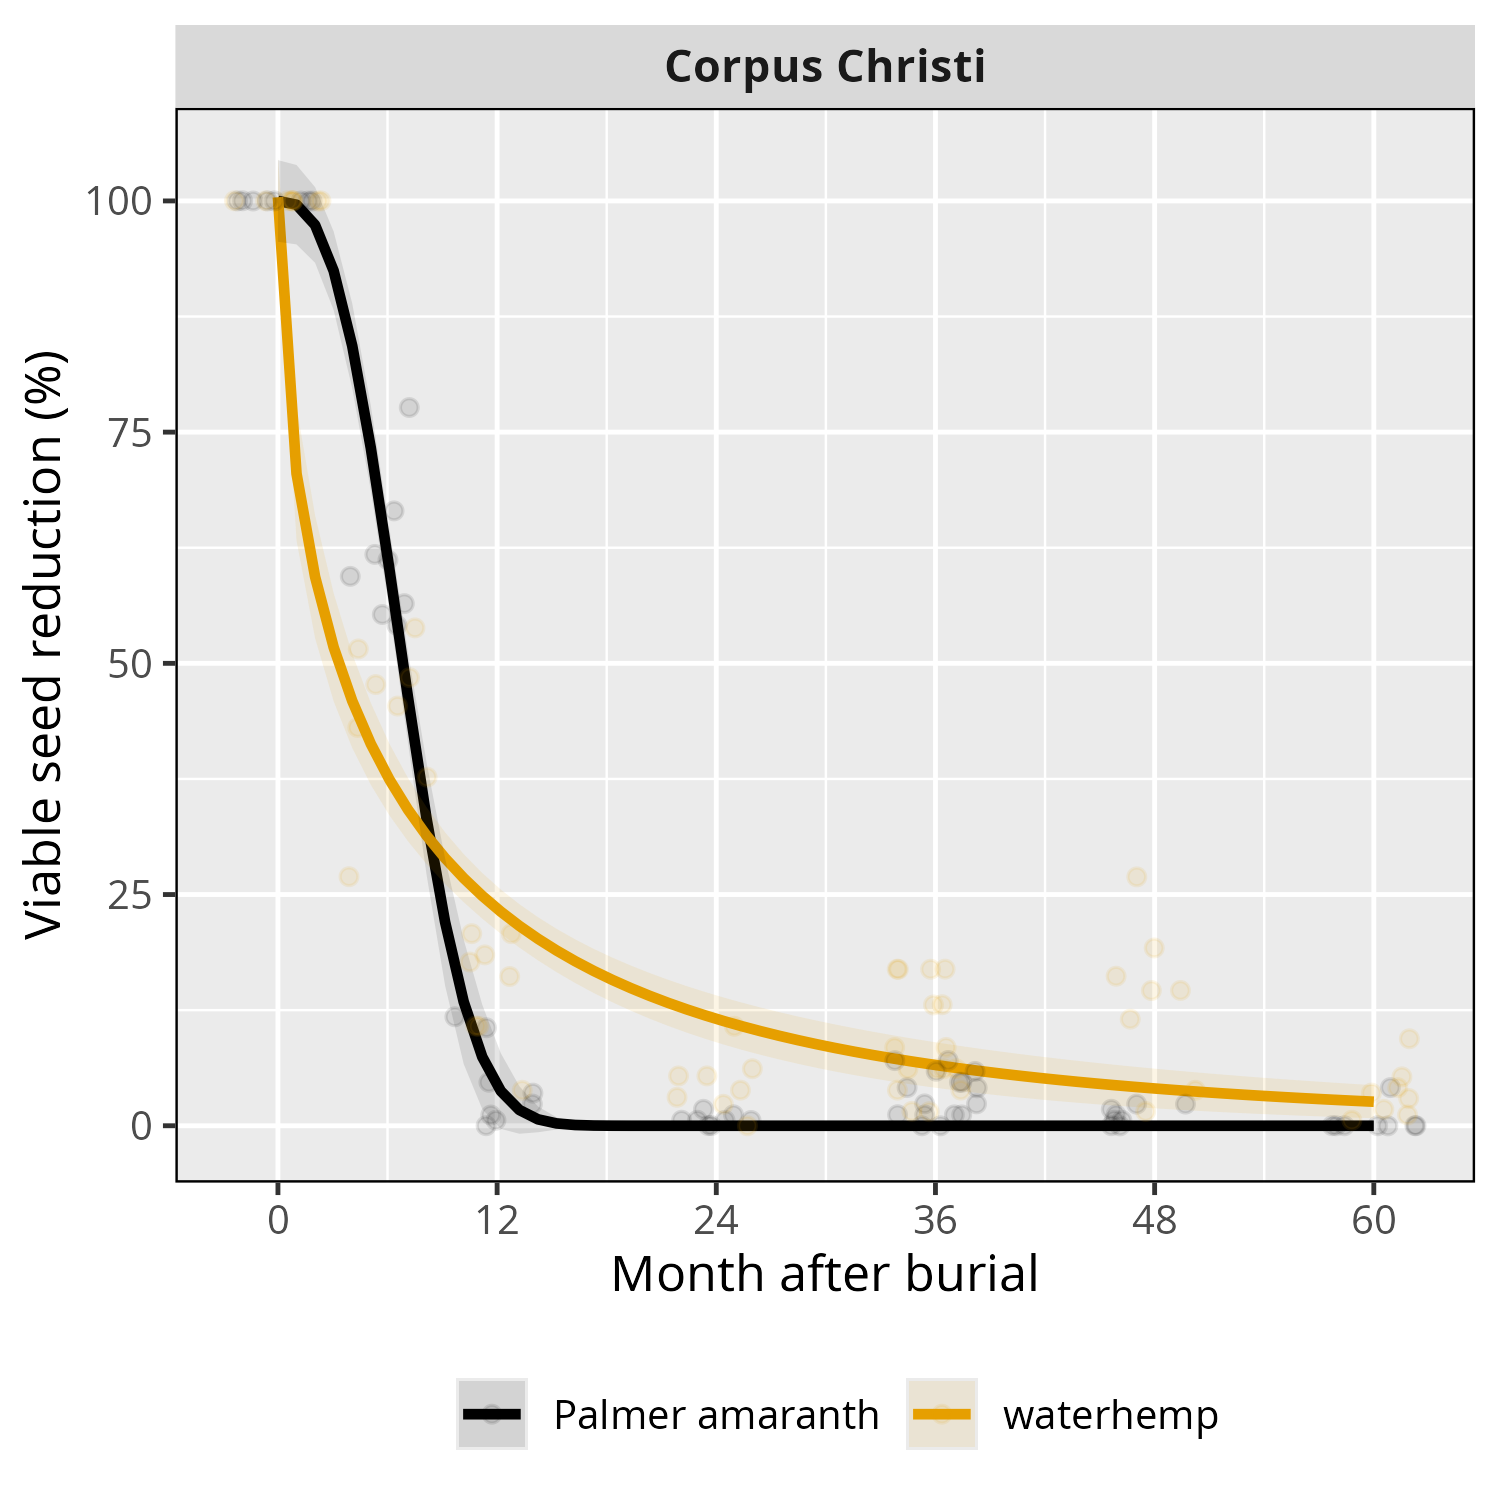 Corpus Christi
Viable seed reduction (%)
100
75
50
25
0
0 12 24 36 48 60
Month after burial
Palmer amaranth waterhemp